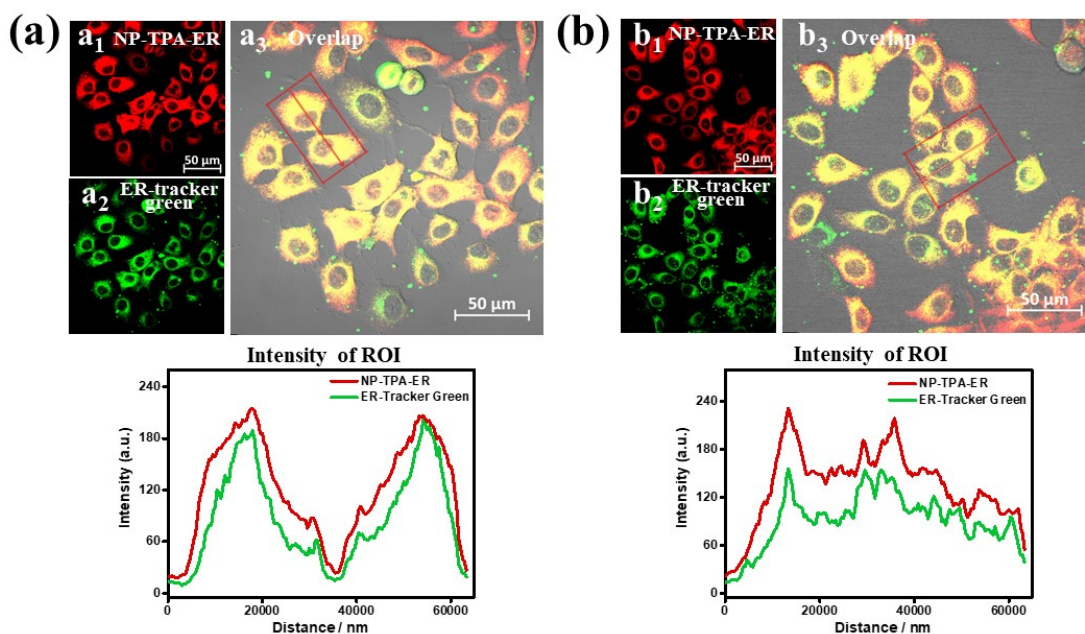 (a)
a1 NP-TPA-ER
50 μm
a2 ER-tracker
green
a3 Overlap
50 μm
Intensity of ROI
NP-TPA-ER
ER-Tracker Green
Intensity (a.u.)
240
180
120
60
0
0 20000 40000 60000
Distance / nm
(b)
b1 NP-TPA-ER
50 μm
b2 ER-tracker
green
b3 Overlap
50 μm
Intensity of ROI
NP-TPA-ER
ER-Tracker Green
Intensity (a.u.)
240
180
120
60
0
0 20000 40000 60000
Distance / nm